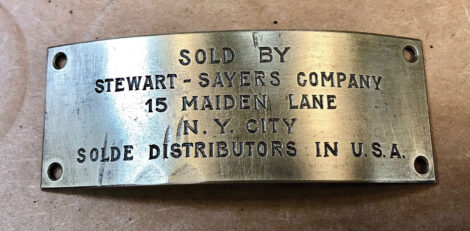 SOLD BY
STEWART-SAYERS COMPANY
15 MAIDEN LANE
N.Y. CITY
SOLDE DISTRIBUTORS IN U.S.A.